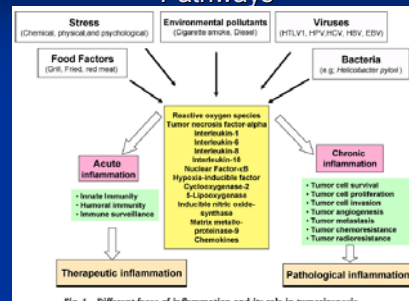 Pathways
Stress
(Chemical, physical,and psychological)
Environmental pollutants
(Cigarette smoke, Diesel)
Viruses
(HTLV1, HPV,HCV, HBV, EBV)
Food Factors
(Grill, Fried, red meat)
Bacteria
(e.g; Helicobacter pylori)
Reactive oxygen species
Tumor necrosis factor-alpha
Interleukin-1
Interleukin-6
Interleukin-8
Interleukin-18
Nuclear Factor-κB
Hypoxia-inducible factor
Cyclooxygenase-2
5-Lipoxygenase
Inducible nitric oxide-
synthase
Matrix metallo-
proteinase-9
Chemokines
Acute
inflammation
• Innate Immunity
• Humoral immunity
• Immune surveillance
Therapeutic inflammation
Chronic
inflammation
• Tumor cell survival
• Tumor cell proliferation
• Tumor cell invasion
• Tumor angiogenesis
• Tumor metastasis
• Tumor chemoresistance
• Tumor radioresistance
Pathological inflammation
Fig. 1 Different faces of inflammation and its role in tumorigenesis